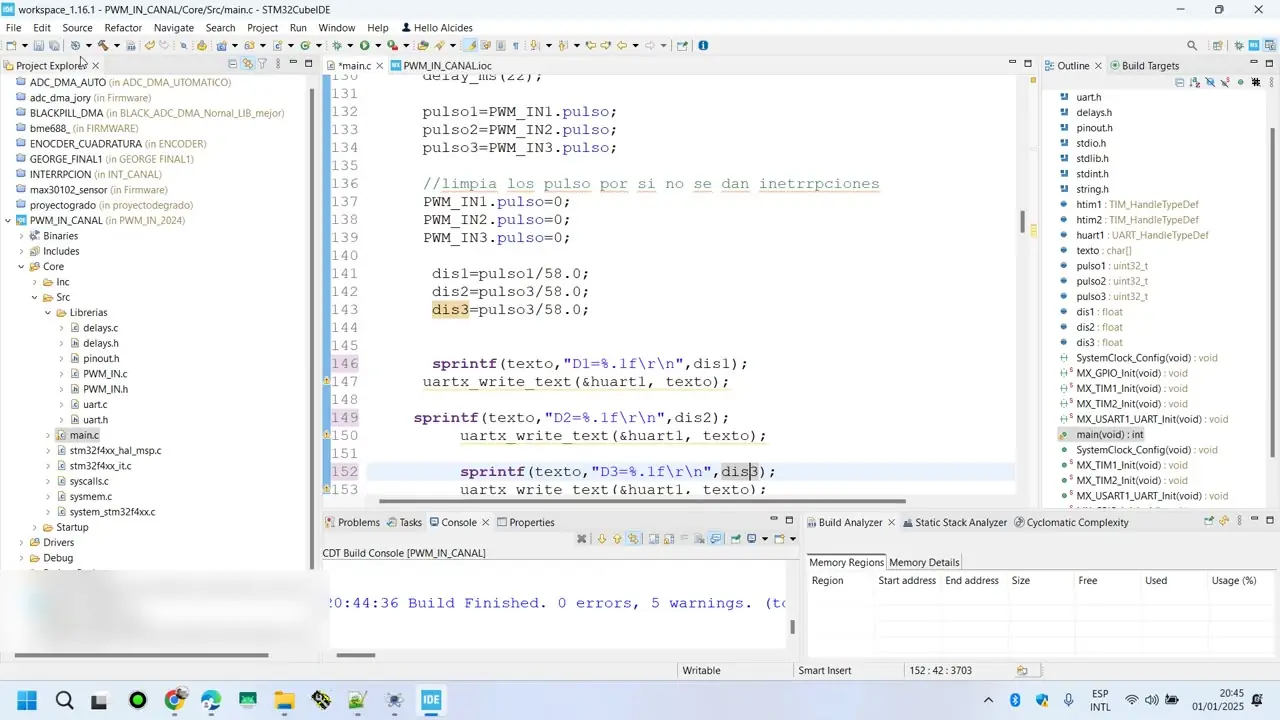 workspace_1.16.1 - PWM_IN_CANAL/Core/Src/main.c - STM32CubeIDE
File Edit Source Refactor Navigate Search Project Run Window Help Hello Alcides
Project Explorer
ADC_DMA_AUTO (in ADC_DMA_UTOMATICO)
adc_dma_jory (in Firmware)
BLACKPILL_DMA (in BLACK_ADC_DMA_Nomal_LIB_mejor)
bme688_ (in FIRMWARE)
ENOCDER_CUADRATURA (in ENCODER)
GEORGE_FINAL1 (in GEORGE FINAL1)
INTERRPCION (in INT_CANAL)
max30102_sensor (in Firmware)
proyectogrado (in proyectodegrado)
PWM_IN_CANAL (in PWM_IN_2024)
Binaries
Includes
Core
Inc
Src
Librerias
delays.c
delays.h
pinout.h
PWM_IN.c
PWM_IN.h
uart.c
uart.h
main.c
stm32f4xx_hal_msp.c
stm32f4xx_it.c
syscalls.c
sysmem.c
system_stm32f4xx.c
Startup
Drivers
Debug
*main.c PWM_IN_CANAL.ioc
130 delay_ms(22);
131
132 pulso1=PWM_IN1.pulso;
133 pulso2=PWM_IN2.pulso;
134 pulso3=PWM_IN3.pulso;
135
136 //limpia los pulso por si no se dan inetrrpciones
137 PWM_IN1.pulso=0;
138 PWM_IN2.pulso=0;
139 PWM_IN3.pulso=0;
140
141 dis1=pulso1/58.0;
142 dis2=pulso3/58.0;
143 dis3=pulso3/58.0;
144
145
146 sprintf(texto,"D1=%.1f\r\n",dis1);
147 uartx_write_text(&huart1, texto);
148
149 sprintf(texto,"D2=%.1f\r\n",dis2);
150 uartx_write_text(&huart1, texto);
151
152 sprintf(texto,"D3=%.1f\r\n",dis3);
153 uartx_write_text(&huart1, texto);
Outline Build Targets
uart.h
delays.h
pinout.h
stdio.h
stdlib.h
stdint.h
string.h
htim1 : TIM_HandleTypeDef
htim2 : TIM_HandleTypeDef
huart1 : UART_HandleTypeDef
texto : char[]
pulso1 : uint32_t
pulso2 : uint32_t
pulso3 : uint32_t
dis1 : float
dis2 : float
dis3 : float
SystemClock_Config(void) : void
MX_GPIO_Init(void) : void
MX_TIM1_Init(void) : void
MX_TIM2_Init(void) : void
MX_USART1_UART_Init(void) : void
main(void) : int
SystemClock_Config(void) : void
MX_TIM1_Init(void) : void
MX_TIM2_Init(void) : void
MX_USART1_UART_Init(void) : void
MX_GPIO_Init(void) : void
Problems Tasks Console Properties
CDT Build Console [PWM_IN_CANAL]
20:44:36 Build Finished. 0 errors, 5 warnings. (to
Build Analyzer Static Stack Analyzer Cyclomatic Complexity
Memory Regions Memory Details
Region Start address End address Size Free Used Usage (%)
Writable Smart Insert 152 : 42 : 3703
IDE
ESP
INTL
20:45
01/01/2025